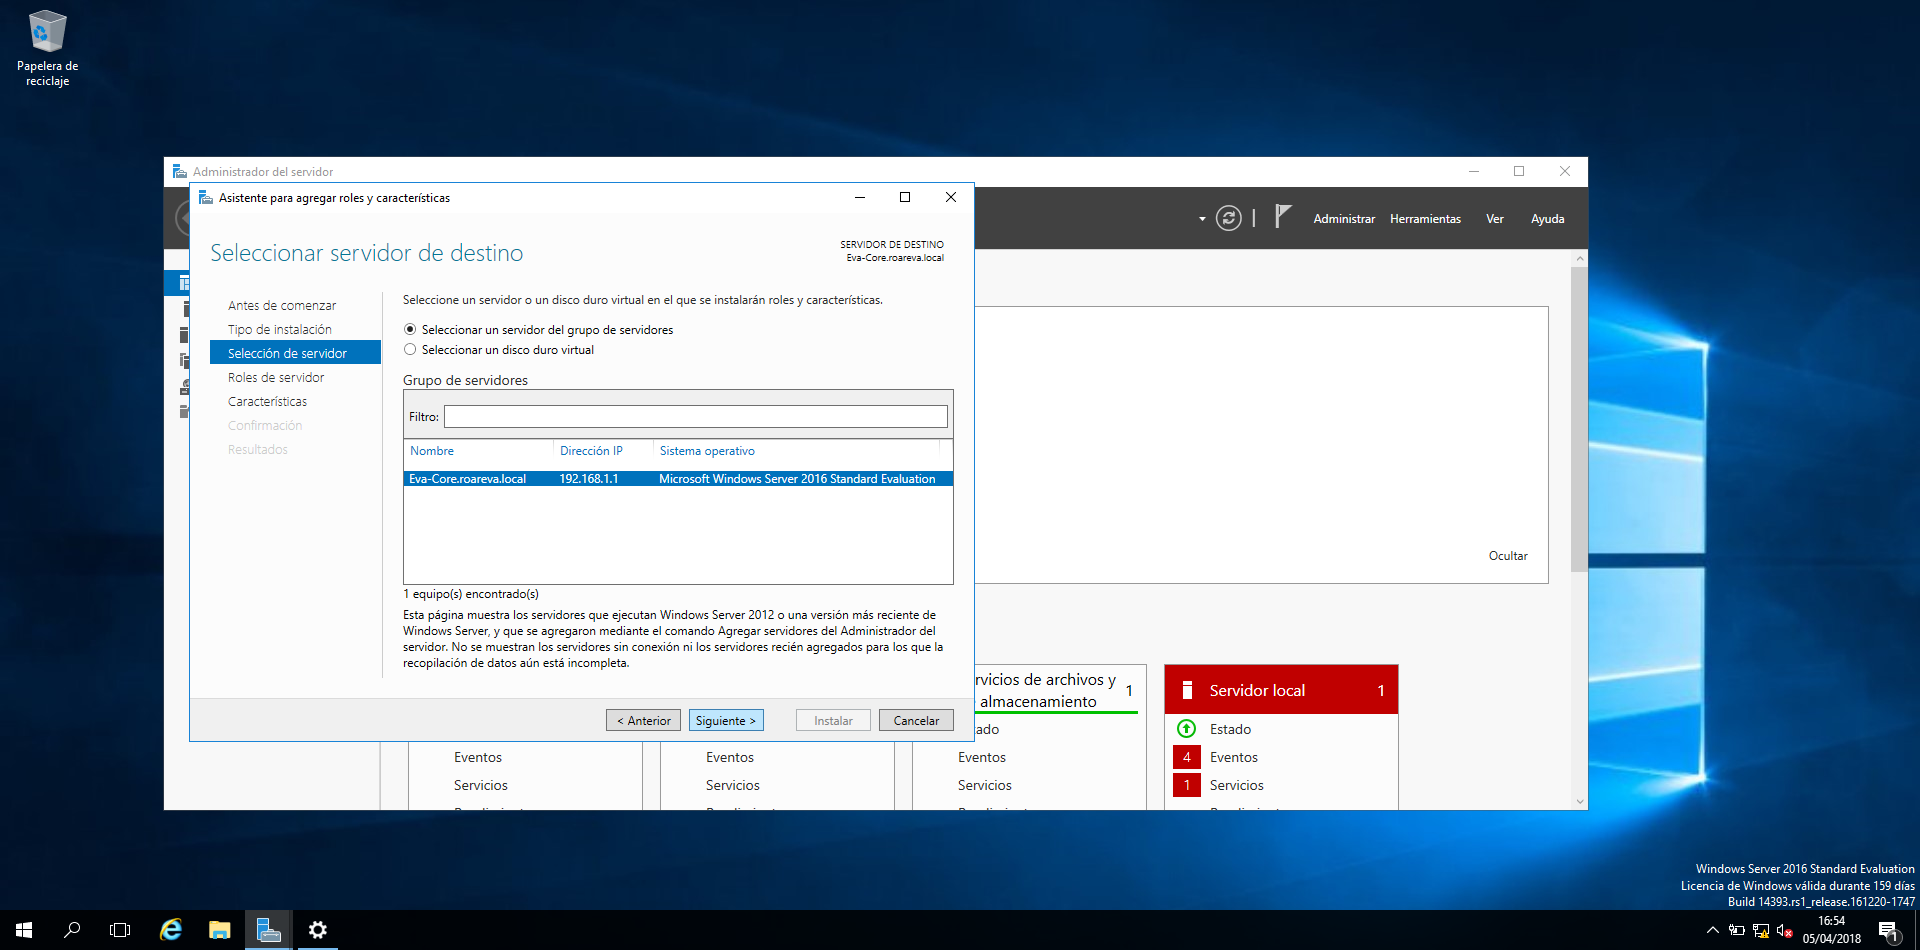 Papelera de
reciclaje
Administrador del servidor
Asistente para agregar roles y características
Administrar Herramientas Ver Ayuda
Seleccionar servidor de destino
SERVIDOR DE DESTINO
Eva-Core.roareva.local
Antes de comenzar
Tipo de instalación
Selección de servidor
Roles de servidor
Características
Confirmación
Resultados
Seleccione un servidor o un disco duro virtual en el que se instalarán roles y características.
Seleccionar un servidor del grupo de servidores
Seleccionar un disco duro virtual
Grupo de servidores
Filtro:
Nombre Dirección IP Sistema operativo
Eva-Core.roareva.local 192.168.1.1 Microsoft Windows Server 2016 Standard Evaluation
1 equipo(s) encontrado(s)
Esta página muestra los servidores que ejecutan Windows Server 2012 o una versión más reciente de
Windows Server, y que se agregaron mediante el comando Agregar servidores del Administrador del
servidor. No se muestran los servidores sin conexión ni los servidores recién agregados para los que la
recopilación de datos aún está incompleta.
< Anterior Siguiente > Instalar Cancelar
Ocultar
rvicios de archivos y 1
almacenamiento
ado
Eventos
Servicios
Eventos
Servicios
Eventos
Servicios
Servidor local 1
Estado
4 Eventos
1 Servicios
Windows Server 2016 Standard Evaluation
Licencia de Windows válida durante 159 días
Build 14393.rs1_release.161220-1747
16:54
05/04/2018
1